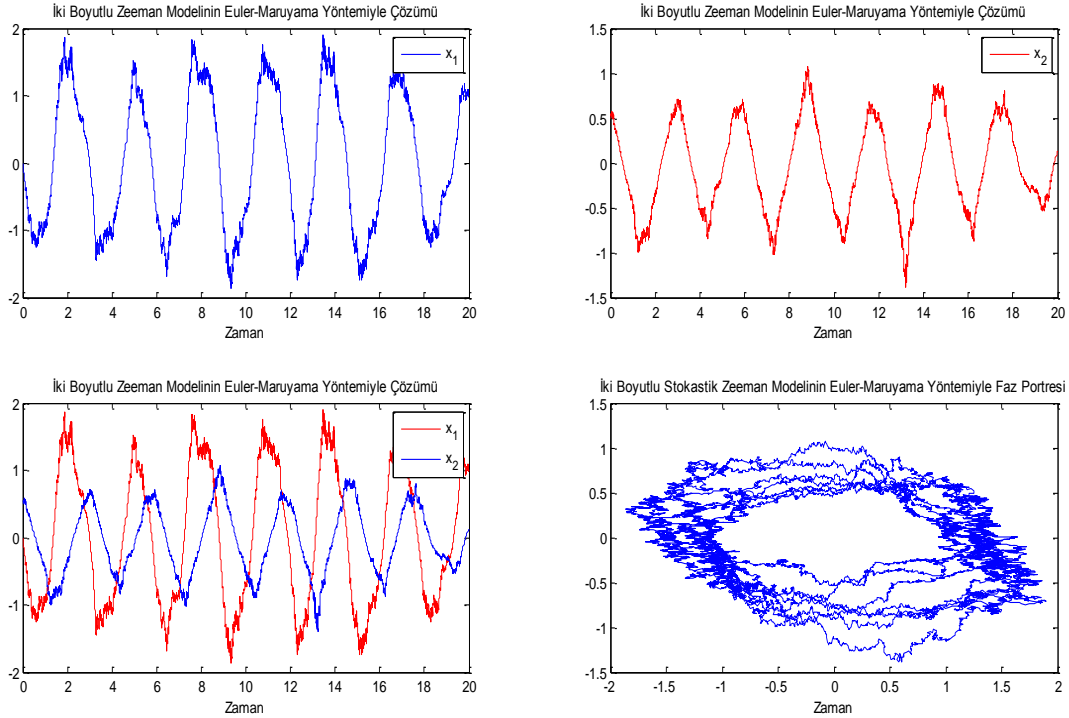 İki Boyutlu Zeeman Modelinin Euler-Maruyama Yöntemiyle Çözümü
2
1
0
-1
-2
x1
0 2 4 6 8 10 12 14 16 18 20
Zaman
İki Boyutlu Zeeman Modelinin Euler-Maruyama Yöntemiyle Çözümü
1.5
1
0.5
0
-0.5
-1
-1.5
x2
0 2 4 6 8 10 12 14 16 18 20
Zaman
İki Boyutlu Zeeman Modelinin Euler-Maruyama Yöntemiyle Çözümü
2
1
0
-1
-2
x1
x2
0 2 4 6 8 10 12 14 16 18 20
Zaman
İki Boyutlu Stokastik Zeeman Modelinin Euler-Maruyama Yöntemiyle Faz Portresi
1.5
1
0.5
0
-0.5
-1
-1.5
-2 -1.5 -1 -0.5 0 0.5 1 1.5 2
Zaman